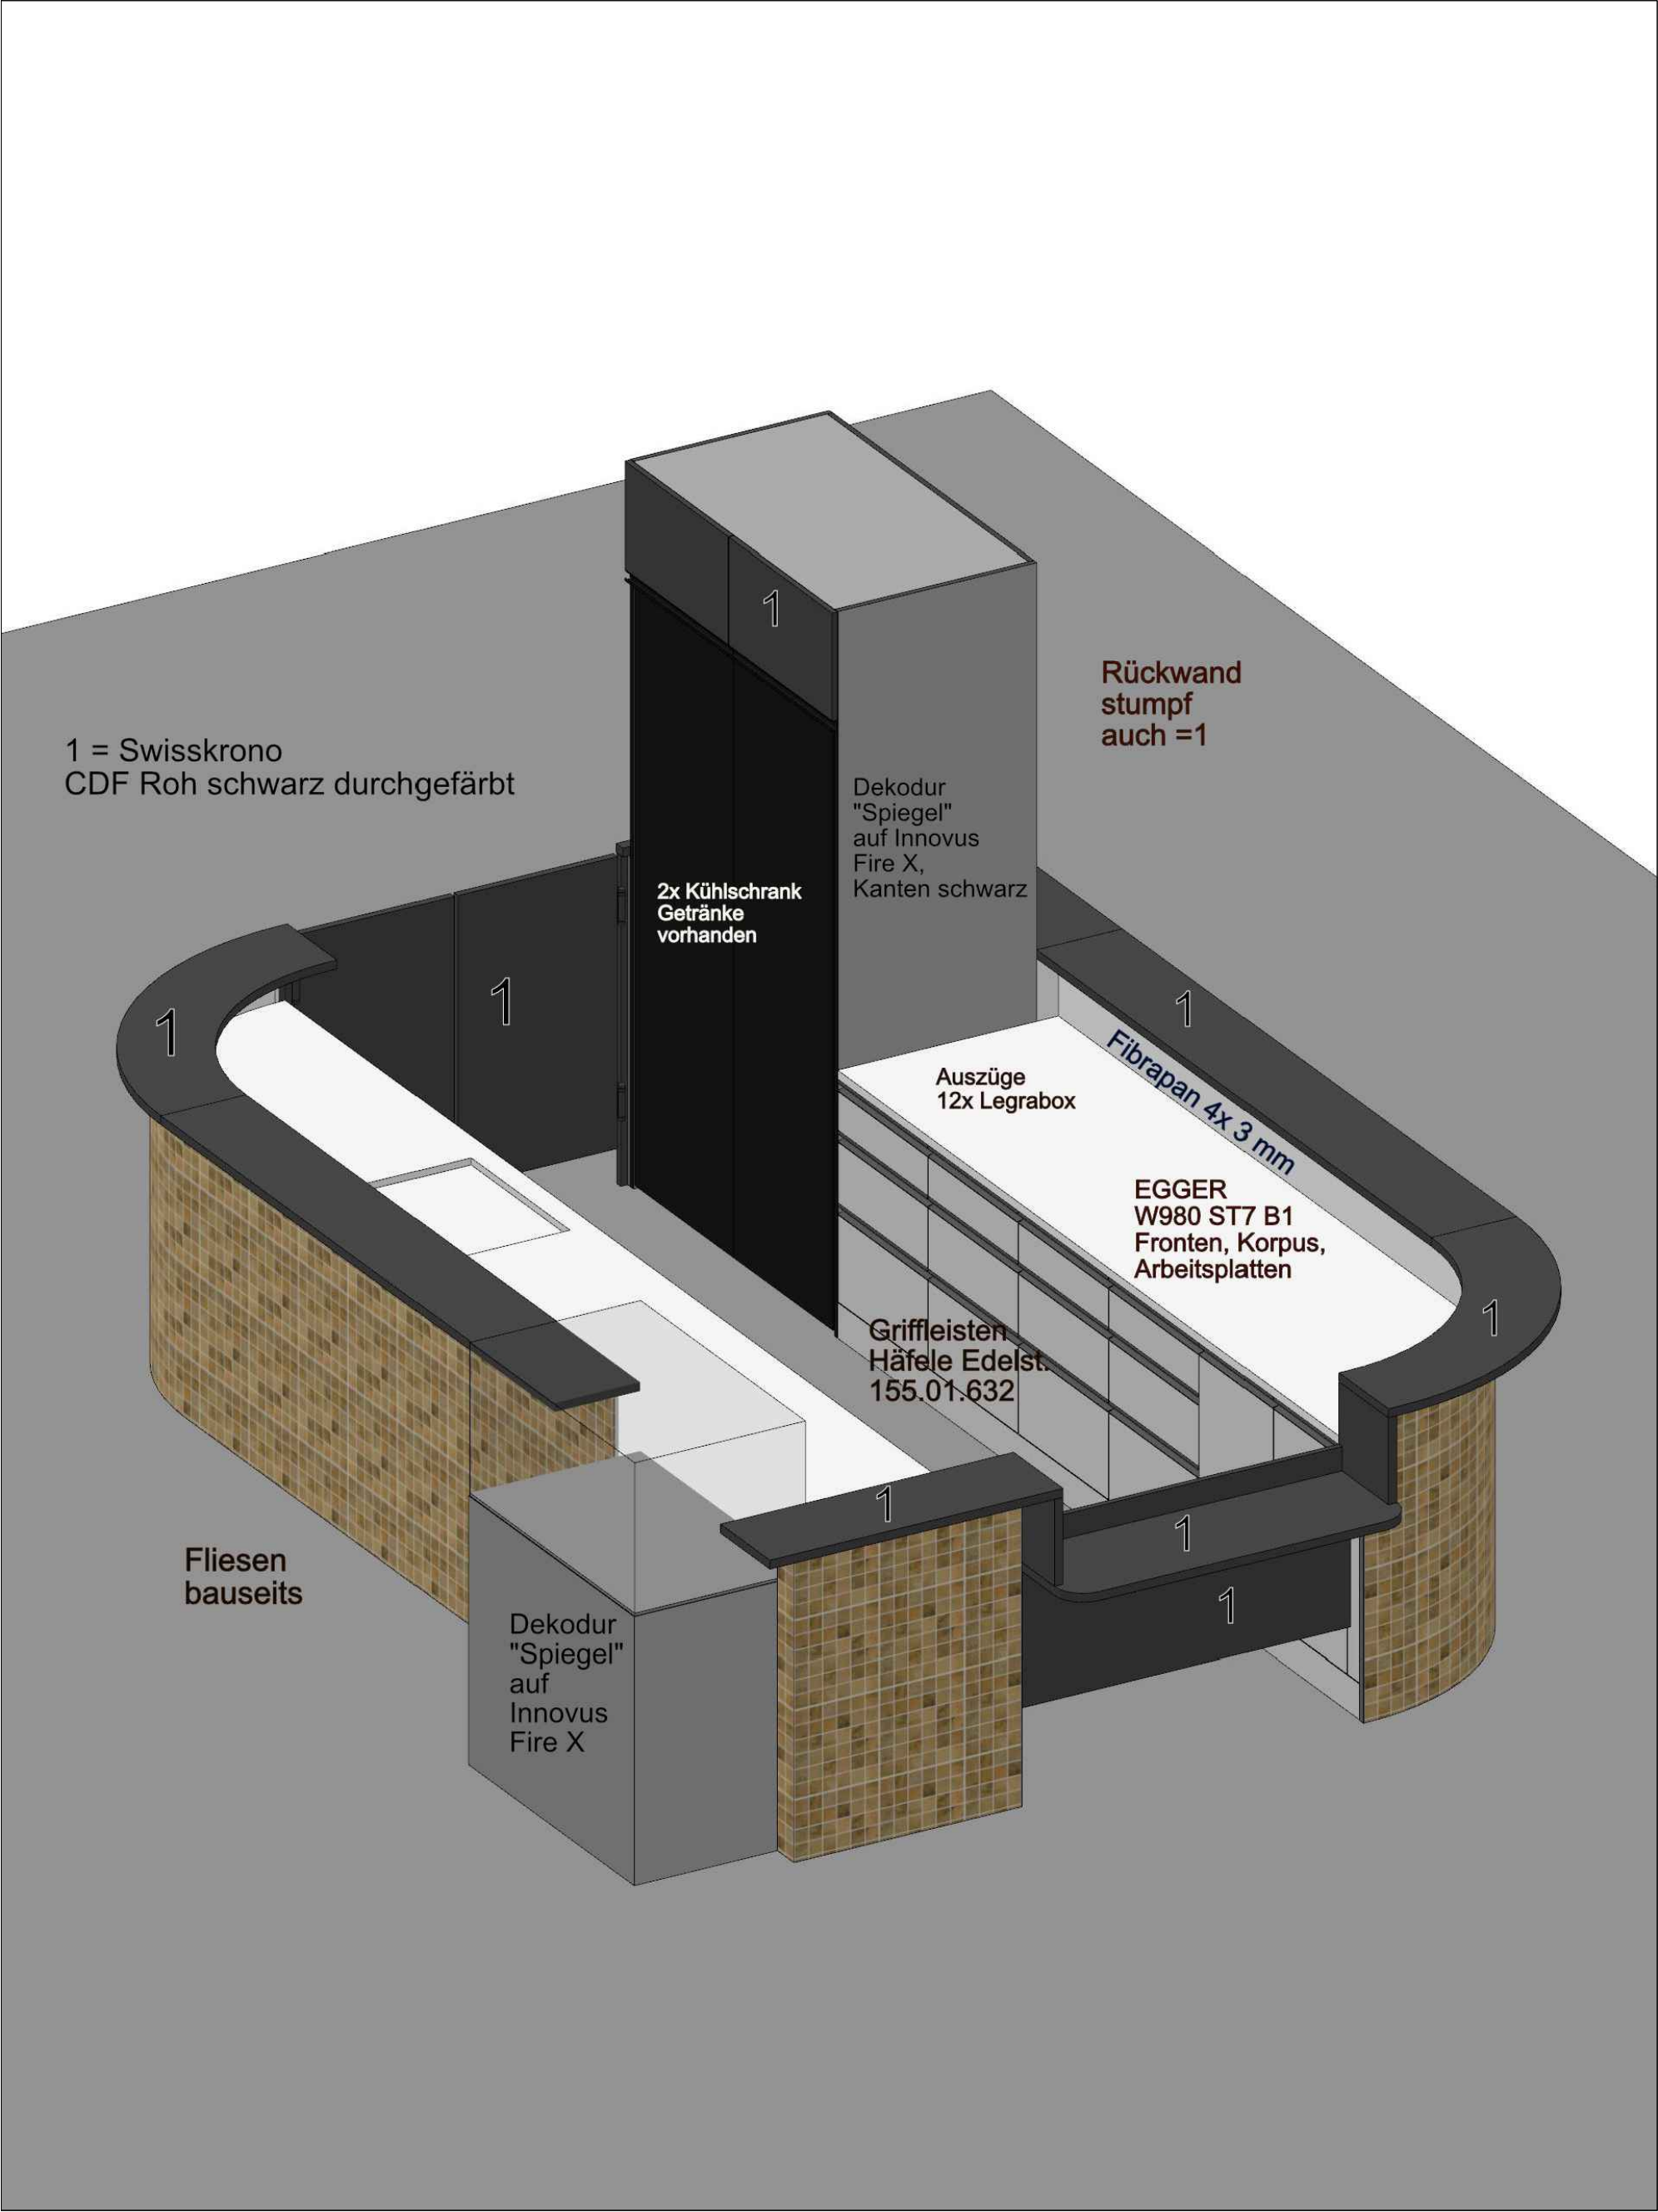 1
Rückwand
stumpf
auch =1
1 = Swisskrono
CDF Roh schwarz durchgefärbt
Dekodur
"Spiegel"
auf Innovus
Fire X,
Kanten schwarz
2x Kühlschrank
Getränke
vorhanden
1
1
1
Fibrapan 4x 3 mm
Auszüge
12x Legrabox
EGGER
W980 ST7 B1
Fronten, Korpus,
Arbeitsplatten
1
Griffleisten
Häfele Edelst.
155.01.632
1
1
Fliesen
bauseits
1
Dekodur
"Spiegel"
auf
Innovus
Fire X